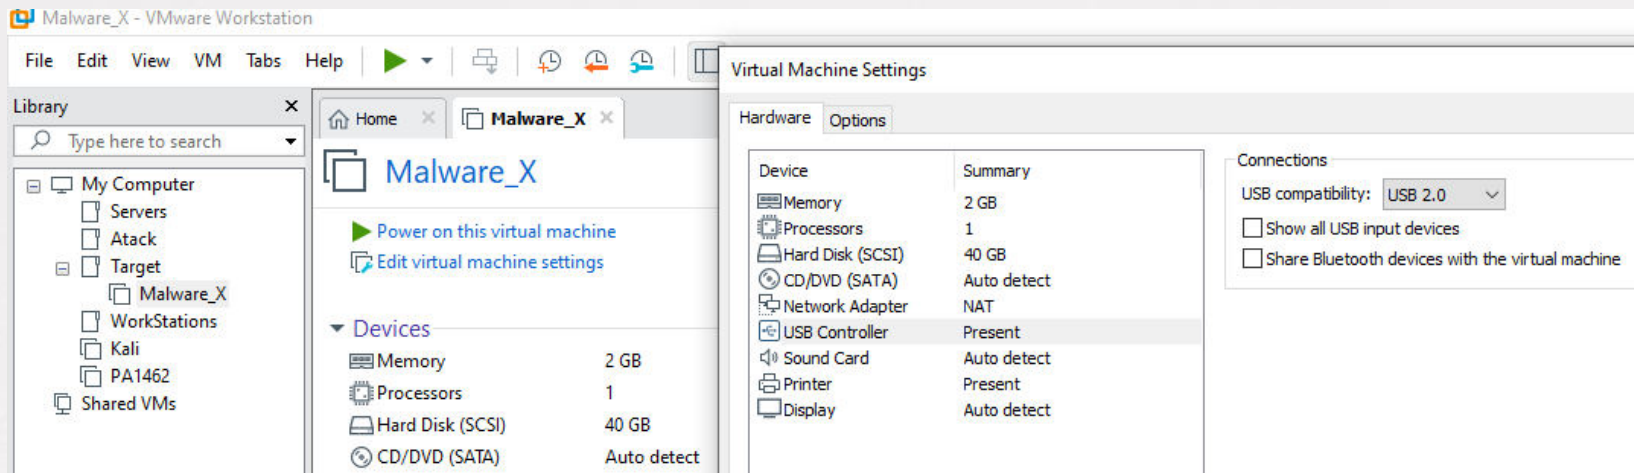 Malware_X - VMware Workstation
File Edit View VM Tabs Help
Library
Type here to search
My Computer
Servers
Atack
Target
Malware_X
WorkStations
Kali
PA1462
Shared VMs
Home
Malware_X
Malware_X
Power on this virtual machine
Edit virtual machine settings
Devices
Memory 2 GB
Processors 1
Hard Disk (SCSI) 40 GB
CD/DVD (SATA) Auto detect
Virtual Machine Settings
Hardware Options
Device Summary
Memory 2 GB
Processors 1
Hard Disk (SCSI) 40 GB
CD/DVD (SATA) Auto detect
Network Adapter NAT
USB Controller Present
Sound Card Auto detect
Printer Present
Display Auto detect
Connections
USB compatibility: USB 2.0
Show all USB input devices
Share Bluetooth devices with the virtual machine